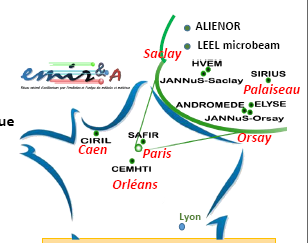 ALIENOR
LEEL microbeam
Saclay
HVEM
JANNuS-Saclay
SIRIUS
Palaiseau
emir&A
ANDROMEDE
ELYSE
JANNuS-Orsay
que
Orsay
CIRIL
Caen
SAFIR
Paris
CEMHTI
Orléans
Lyon